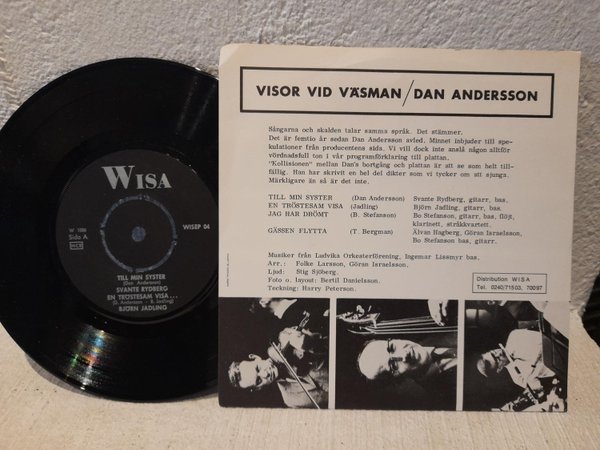 WISA
WISEP 04
W 1086
Side A
NCB
TILL MIN SYSTER
(Dan Andersson)
SVANTE RYDBERG
EN TRÖSTESAM VISA...
(D. Andersson - B. Jadling)
BJÖRN JADLING
VISOR VID VÄSMAN/DAN ANDERSSON
Sångarna och skalden talar samma språk. Det stämmer.
Det är femtio år sedan Dan Andersson avled. Minnet inbjuder till spe-
kulationer från producentens sida. Vi vill dock inte anslå någon alltför
vördnadsfull ton i vår programförklaring till plattan.
"Kollisionen" mellan Dan's bortgång och plattan är att se som helt till-
fällig. Han har skrivit en hel del dikter som vi tycker om att sjunga.
Märkligare än så är det inte.
TILL MIN SYSTER (Dan Andersson) Svante Rydberg, gitarr, bas.
EN TRÖSTESAM VISA (Jadling) Björn Jadling, gitarr, bas.
JAG HAR DRÖMT (B. Stefanson) Bo Stefanson, gitarr, bas, flöjt,
klarinett, stråkkvartett.
GÄSSEN FLYTTA (T. Bergman) Älvan Hagberg, Göran Israelsson,
Bo Stefanson, gitarr, bas.
Musiker från Ludvika Orkesterförening, Ingemar Lissmyr bas.
Arr.: Folke Larsson, Göran Israelsson.
Ljud: Stig Sjöberg.
Foto o. layout: Bertil Danielsson.
Teckning: Harry Peterson.
Distribution WISA
Tel. 0240/71503, 70097